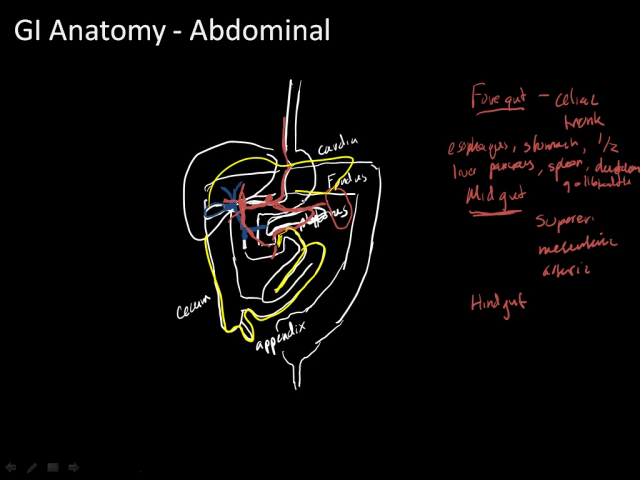 GI Anatomy - Abdominal
Foregut - celiac
trunk
esophagus, stomach, 1/2
liver pancreas, spleen, duodenum
gallbladder
Midgut
Superior
mesenteric
arteric
Hindgut
cardia
Fundus
cecum
appendix